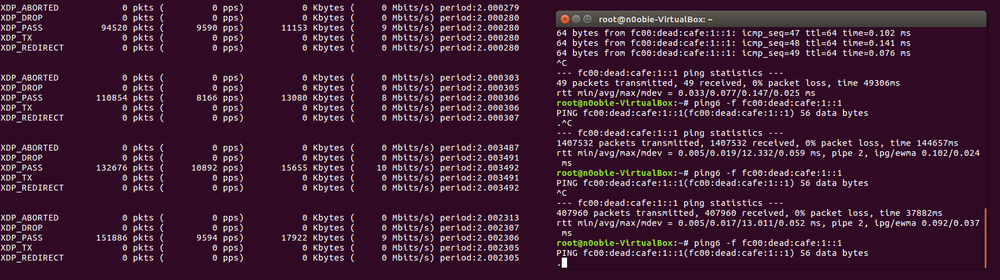 XDP_ABORTED 0 pkts ( 0 pps) 0 Kbytes ( 0 Mbits/s) period:2.000279
XDP_DROP 0 pkts ( 0 pps) 0 Kbytes ( 0 Mbits/s) period:2.000280
XDP_PASS 94520 pkts ( 9590 pps) 11153 Kbytes ( 9 Mbits/s) period:2.000280
XDP_TX 0 pkts ( 0 pps) 0 Kbytes ( 0 Mbits/s) period:2.000280
XDP_REDIRECT 0 pkts ( 0 pps) 0 Kbytes ( 0 Mbits/s) period:2.000280
XDP_ABORTED 0 pkts ( 0 pps) 0 Kbytes ( 0 Mbits/s) period:2.000303
XDP_DROP 0 pkts ( 0 pps) 0 Kbytes ( 0 Mbits/s) period:2.000305
XDP_PASS 110854 pkts ( 8166 pps) 13080 Kbytes ( 8 Mbits/s) period:2.000306
XDP_TX 0 pkts ( 0 pps) 0 Kbytes ( 0 Mbits/s) period:2.000306
XDP_REDIRECT 0 pkts ( 0 pps) 0 Kbytes ( 0 Mbits/s) period:2.000307
XDP_ABORTED 0 pkts ( 0 pps) 0 Kbytes ( 0 Mbits/s) period:2.003487
XDP_DROP 0 pkts ( 0 pps) 0 Kbytes ( 0 Mbits/s) period:2.003491
XDP_PASS 132676 pkts ( 10892 pps) 15655 Kbytes ( 10 Mbits/s) period:2.003492
XDP_TX 0 pkts ( 0 pps) 0 Kbytes ( 0 Mbits/s) period:2.003491
XDP_REDIRECT 0 pkts ( 0 pps) 0 Kbytes ( 0 Mbits/s) period:2.003492
XDP_ABORTED 0 pkts ( 0 pps) 0 Kbytes ( 0 Mbits/s) period:2.002313
XDP_DROP 0 pkts ( 0 pps) 0 Kbytes ( 0 Mbits/s) period:2.002307
XDP_PASS 151886 pkts ( 9594 pps) 17922 Kbytes ( 9 Mbits/s) period:2.002306
XDP_TX 0 pkts ( 0 pps) 0 Kbytes ( 0 Mbits/s) period:2.002305
XDP_REDIRECT 0 pkts ( 0 pps) 0 Kbytes ( 0 Mbits/s) period:2.002305
root@n0obie-VirtualBox: ~
64 bytes from fc00:dead:cafe:1::1: icmp_seq=47 ttl=64 time=0.102 ms
64 bytes from fc00:dead:cafe:1::1: icmp_seq=48 ttl=64 time=0.141 ms
64 bytes from fc00:dead:cafe:1::1: icmp_seq=49 ttl=64 time=0.076 ms
^C
--- fc00:dead:cafe:1::1 ping statistics ---
49 packets transmitted, 49 received, 0% packet loss, time 49306ms
rtt min/avg/max/mdev = 0.033/0.077/0.147/0.025 ms
root@n0obie-VirtualBox:~# ping6 -f fc00:dead:cafe:1::1
PING fc00:dead:cafe:1::1(fc00:dead:cafe:1::1) 56 data bytes
.^C
--- fc00:dead:cafe:1::1 ping statistics ---
1407532 packets transmitted, 1407532 received, 0% packet loss, time 144657ms
rtt min/avg/max/mdev = 0.005/0.019/12.332/0.059 ms, pipe 2, ipg/ewma 0.102/0.024
ms
root@n0obie-VirtualBox:~# ping6 -f fc00:dead:cafe:1::1
PING fc00:dead:cafe:1::1(fc00:dead:cafe:1::1) 56 data bytes
^C
--- fc00:dead:cafe:1::1 ping statistics ---
407960 packets transmitted, 407960 received, 0% packet loss, time 37882ms
rtt min/avg/max/mdev = 0.005/0.017/13.011/0.052 ms, pipe 2, ipg/ewma 0.092/0.037
ms
root@n0obie-VirtualBox:~# ping6 -f fc00:dead:cafe:1::1
PING fc00:dead:cafe:1::1(fc00:dead:cafe:1::1) 56 data bytes
.